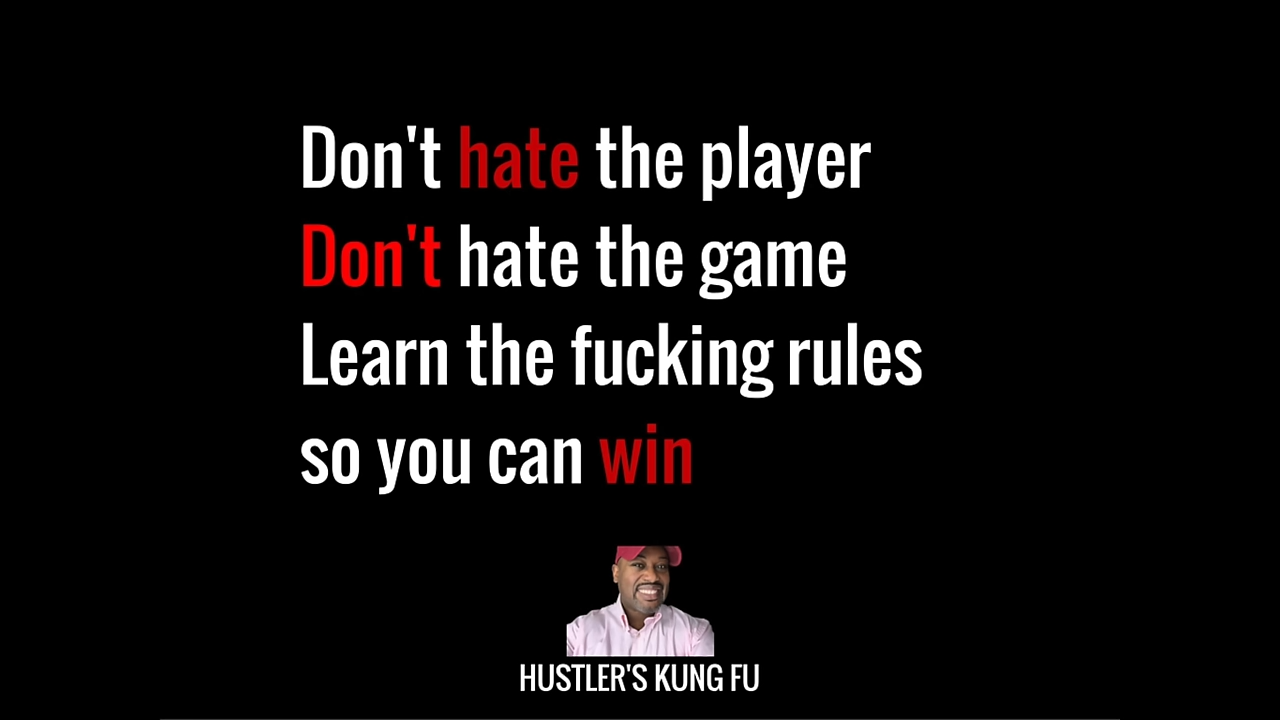 Don't hate the player
Don't hate the game
Learn the fucking rules
so you can win
HUSTLER'S KUNG FU